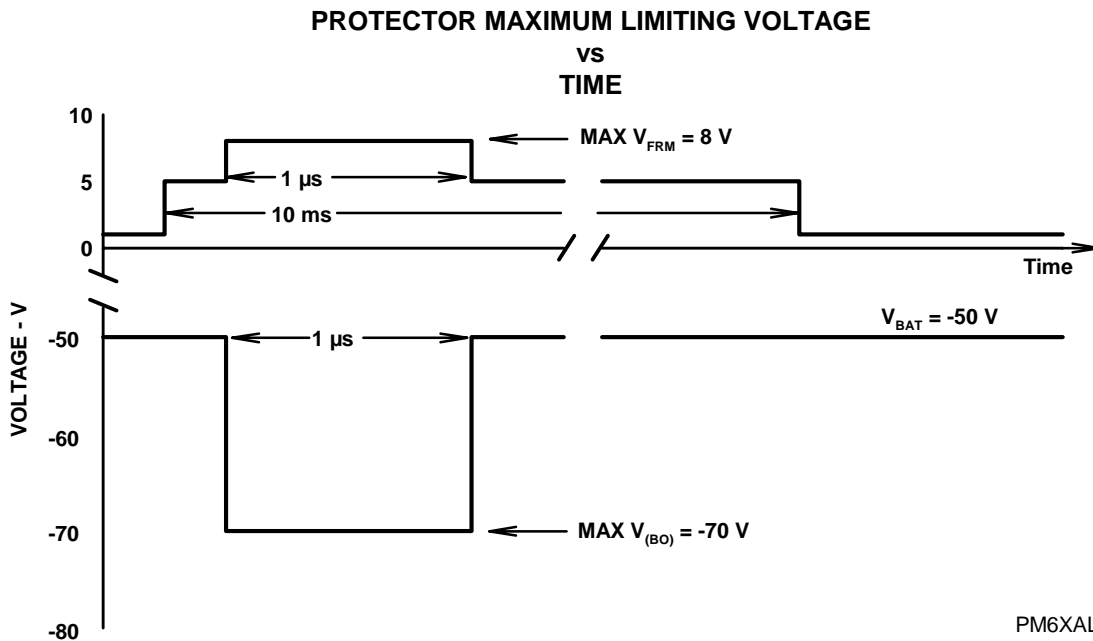 PROTECTOR MAXIMUM LIMITING VOLTAGE
vs
TIME
10
MAX V_FRM = 8 V
5
1 µs
10 ms
0
Time
VOLTAGE - V
V_BAT = -50 V
-50
1 µs
-60
-70
MAX V_(BO) = -70 V
-80
PM6XAL